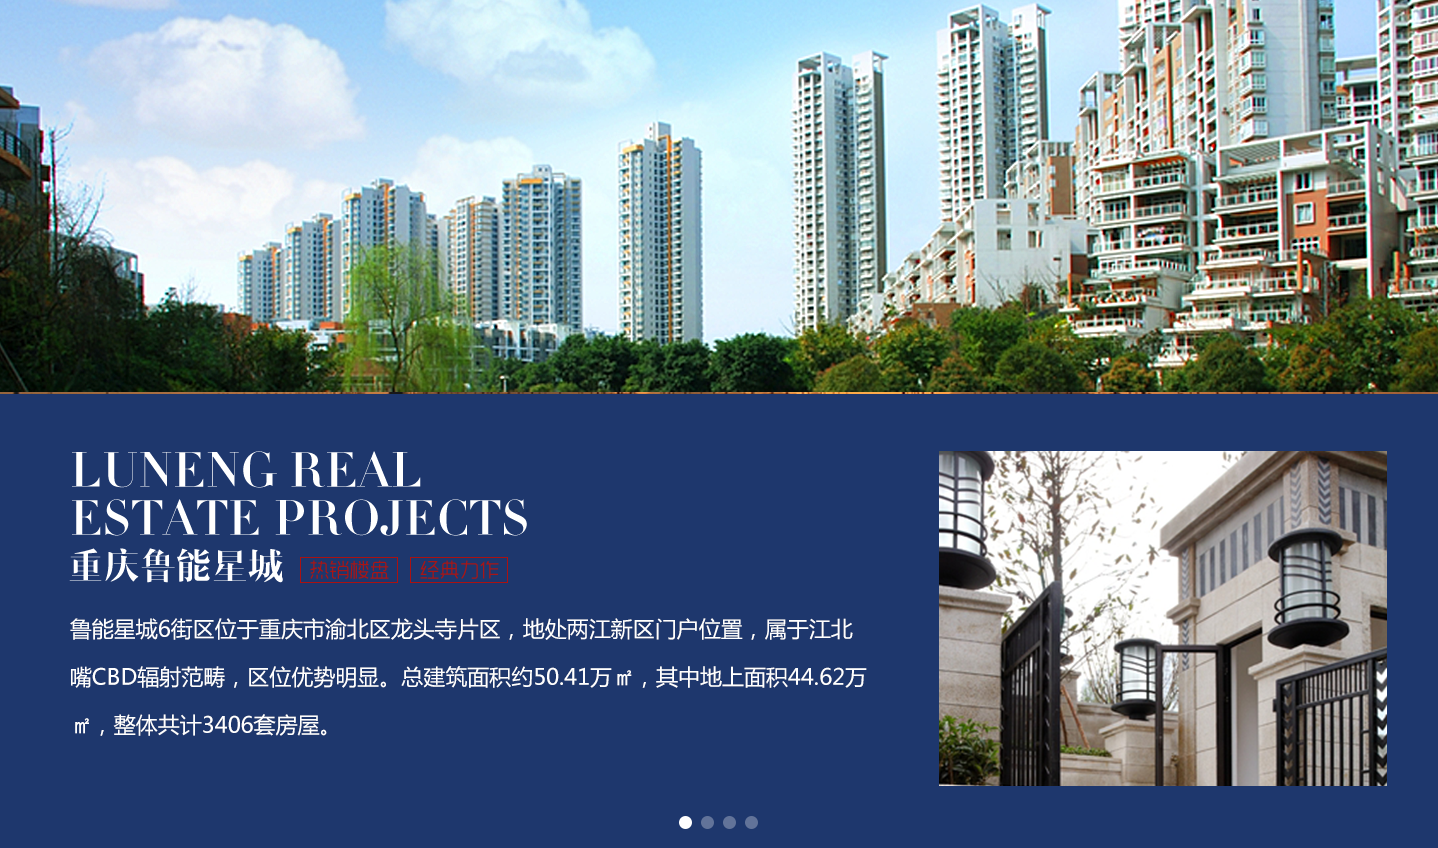 LUNENG REAL
ESTATE PROJECTS
重庆鲁能星城 热销楼盘 经典力作
鲁能星城6街区位于重庆市渝北区龙头寺片区，地处两江新区门户位置，属于江北
嘴CBD辐射范畴，区位优势明显。总建筑面积约50.41万㎡，其中地上面积44.62万
㎡，整体共计3406套房屋。